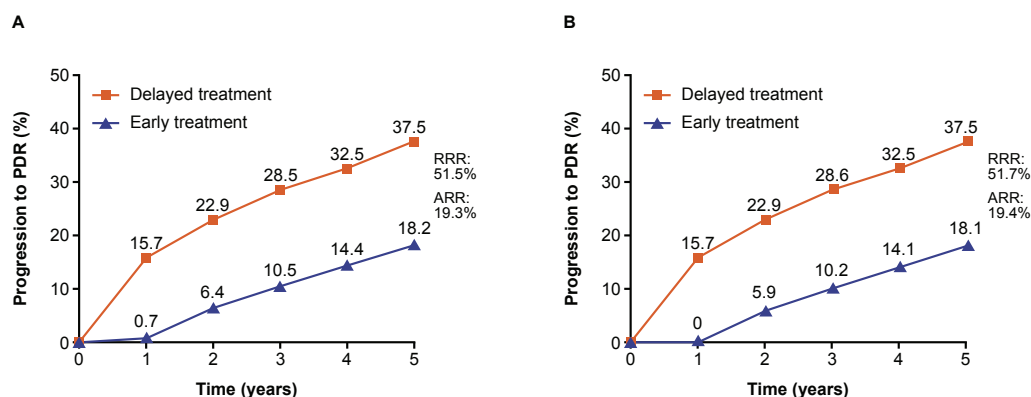 A
Progression to PDR (%)
50
40
30
20
10
0
Delayed treatment
Early treatment
15.7
22.9
28.5
32.5
37.5
0.7
6.4
10.5
14.4
18.2
RRR:
51.5%
ARR:
19.3%
0 1 2 3 4 5
Time (years)
B
Progression to PDR (%)
50
40
30
20
10
0
Delayed treatment
Early treatment
15.7
22.9
28.6
32.5
37.5
0
5.9
10.2
14.1
18.1
RRR:
51.7%
ARR:
19.4%
0 1 2 3 4 5
Time (years)